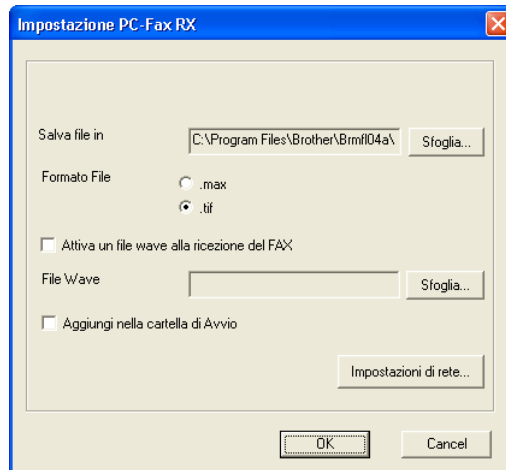 Impostazione PC-Fax RX
Salva file in C:\Program Files\Brother\Brmfl04a\ Sfoglia...
Formato File .max
.tif
Attiva un file wave alla ricezione del FAX
File Wave Sfoglia...
Aggiungi nella cartella di Avvio
Impostazioni di rete...
OK Cancel